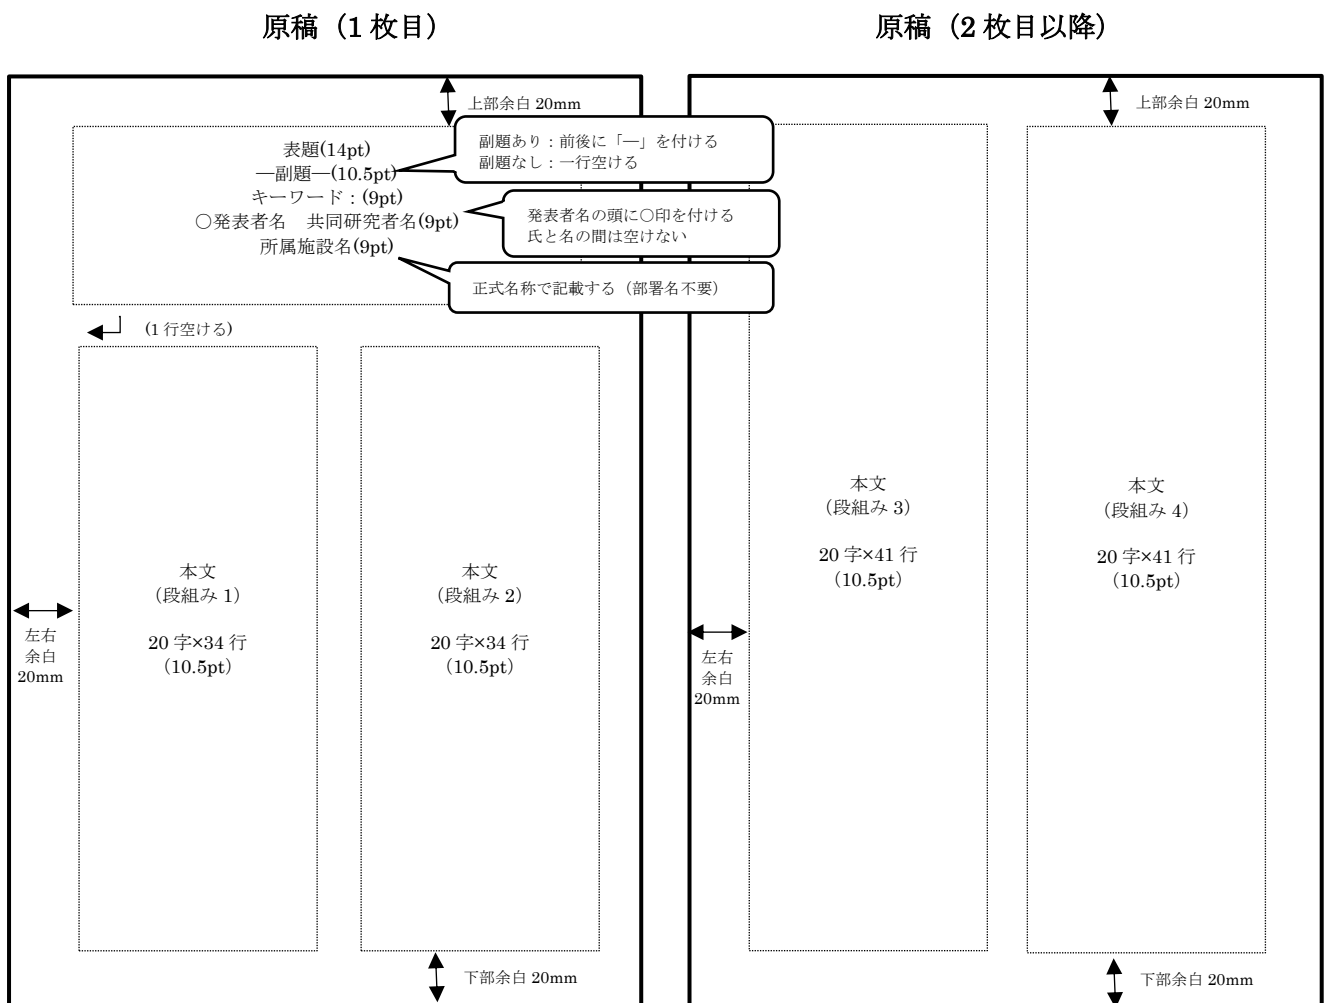 原稿（1 枚目）
上部余白 20mm
表題(14pt)
―副題―(10.5pt)
キーワード：(9pt)
〇発表者名　共同研究者名(9pt)
所属施設名(9pt)
副題あり：前後に「―」を付ける
副題なし：一行空ける
発表者名の頭に〇印を付ける
氏と名の間は空けない
正式名称で記載する（部署名不要）
(1 行空ける)
本文
（段組み 1）
20 字×34 行
（10.5pt）
本文
（段組み 2）
20 字×34 行
（10.5pt）
左右
余白
20mm
下部余白 20mm
原稿（2 枚目以降）
上部余白 20mm
本文
（段組み 3）
20 字×41 行
（10.5pt）
本文
（段組み 4）
20 字×41 行
（10.5pt）
左右
余白
20mm
下部余白 20mm